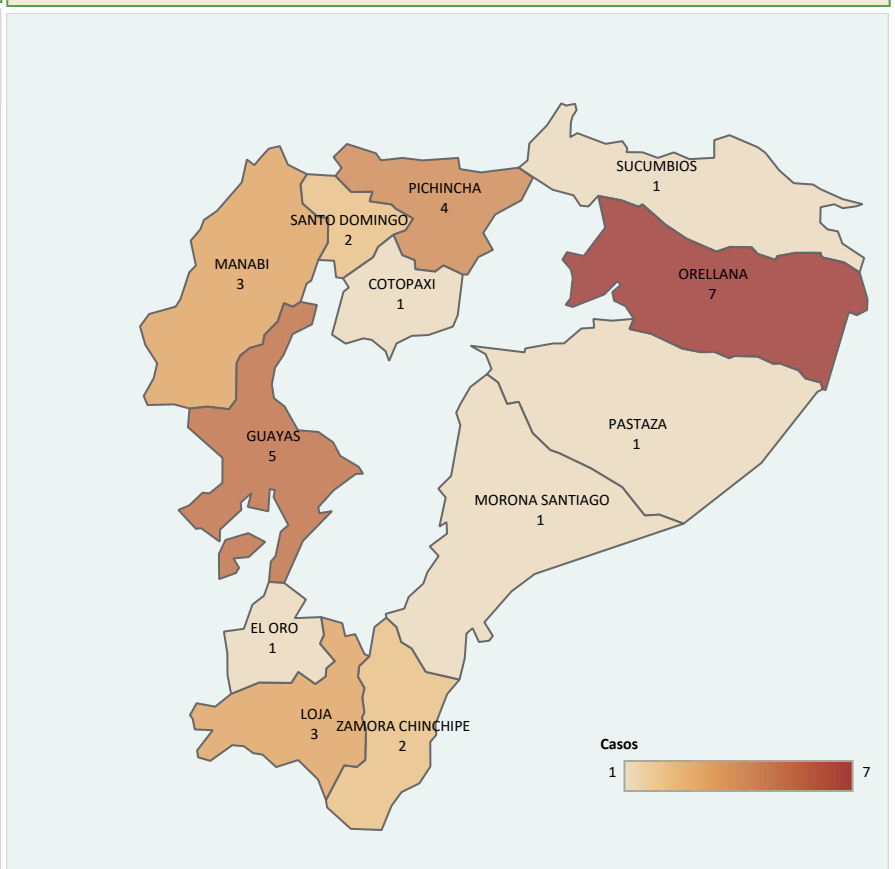 SUCUMBIOS
1
PICHINCHA
4
SANTO DOMINGO
2
MANABI
3
COTOPAXI
1
ORELLANA
7
GUAYAS
5
PASTAZA
1
MORONA SANTIAGO
1
EL ORO
1
LOJA
3
ZAMORA CHINCHIPE
2
Casos
1 7